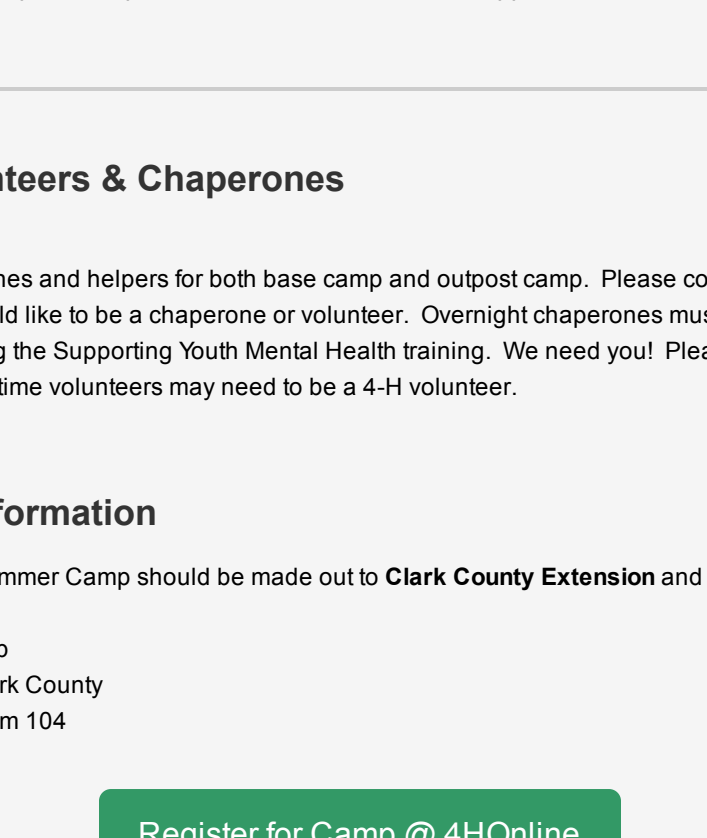 nteers & Chaperones
nes and helpers for both base camp and outpost camp.  Please co
ld like to be a chaperone or volunteer.  Overnight chaperones mus
g the Supporting Youth Mental Health training.  We need you!  Plea
time volunteers may need to be a 4-H volunteer.
formation
mmer Camp should be made out to Clark County Extension and
p
rk County
m 104
Register for Camp @ 4HOnline